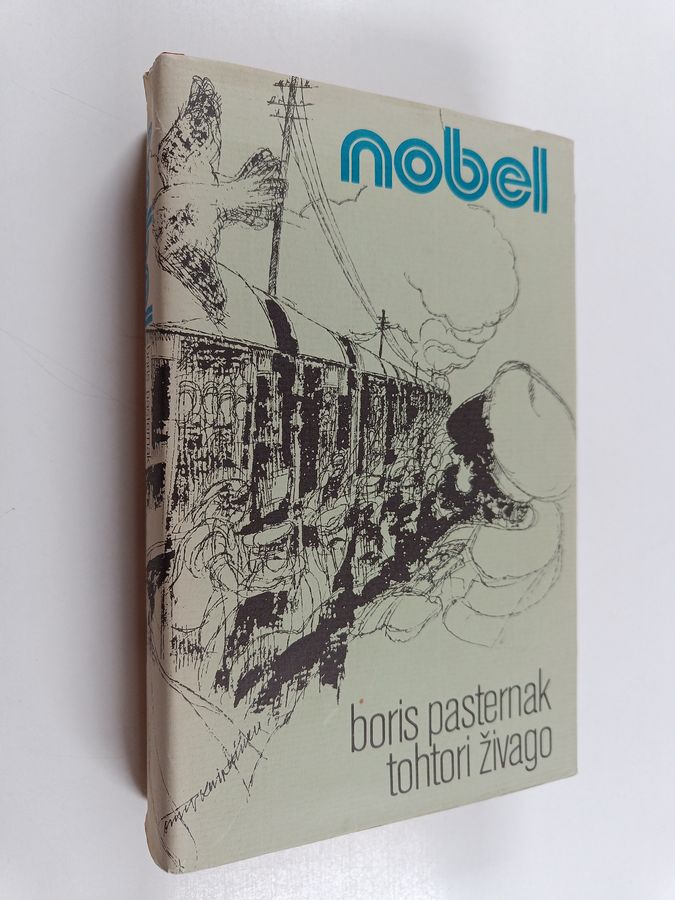 nobel
boris pasternak
tohtori živago